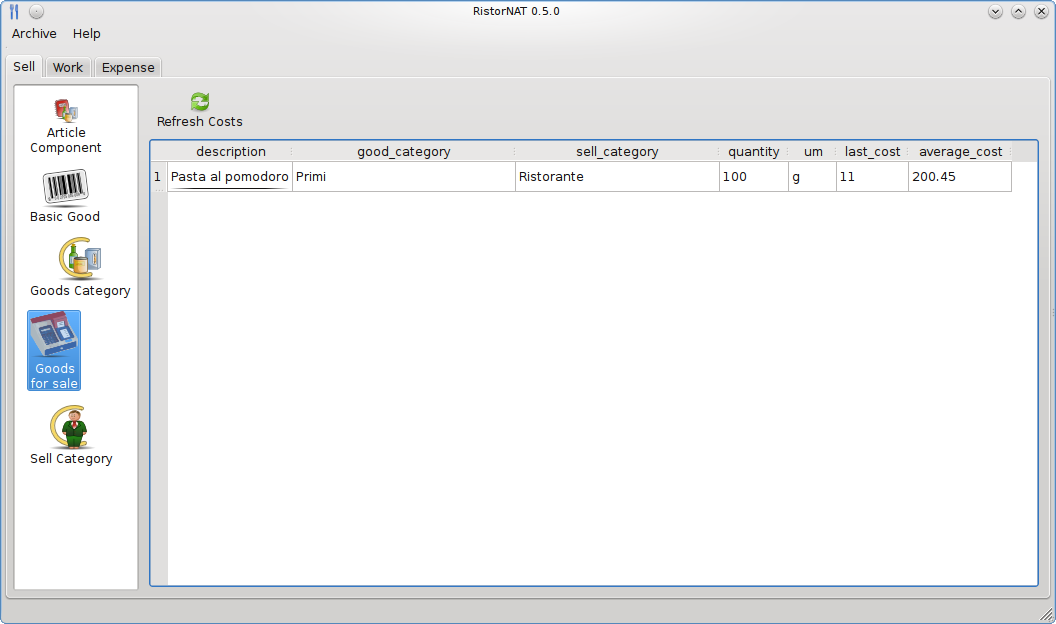 RistorNAT 0.5.0
Archive Help
Sell Work Expense
Article
Component
Basic Good
Goods Category
Goods
for sale
Sell Category
Refresh Costs
description good_category sell_category quantity um last_cost average_cost
1 Pasta al pomodoro Primi Ristorante 100 g 11 200.45